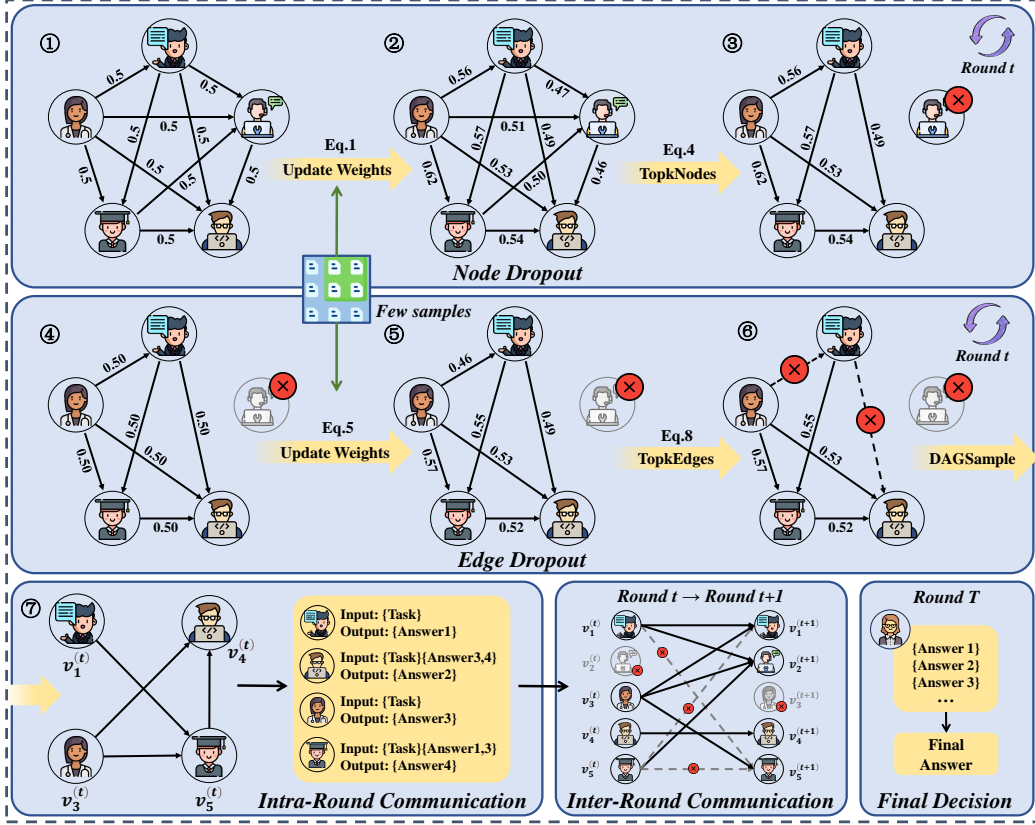 ①
②
③
Round t
0.5
0.5
0.5
0.5
0.5
0.5
0.5
0.5
0.5
0.5
Eq.1
Update Weights
0.56
0.47
0.51
0.57
0.49
0.62
0.53
0.50
0.46
0.54
Eq.4
TopkNodes
0.56
0.57
0.49
0.62
0.53
0.54
Node Dropout
Few samples
④
⑤
⑥
Round t
0.50
0.50
0.50
0.50
0.50
0.50
Eq.5
Update Weights
0.46
0.55
0.49
0.57
0.53
0.52
Eq.8
TopkEdges
0.55
0.57
0.53
0.52
DAGSample
Edge Dropout
⑦
v₁⁽ᵗ⁾
v₄⁽ᵗ⁾
v₃⁽ᵗ⁾
v₅⁽ᵗ⁾
Input: {Task}
Output: {Answer1}
Input: {Task}{Answer3,4}
Output: {Answer2}
Input: {Task}
Output: {Answer3}
Input: {Task}{Answer1,3}
Output: {Answer4}
Intra-Round Communication
Round t → Round t+1
v₁⁽ᵗ⁾ v₁⁽ᵗ⁺¹⁾
v₂⁽ᵗ⁾ v₂⁽ᵗ⁺¹⁾
v₃⁽ᵗ⁾ v₃⁽ᵗ⁺¹⁾
v₄⁽ᵗ⁾ v₄⁽ᵗ⁺¹⁾
v₅⁽ᵗ⁾ v₅⁽ᵗ⁺¹⁾
Inter-Round Communication
Round T
{Answer 1}
{Answer 2}
{Answer 3}
...
Final
Answer
Final Decision